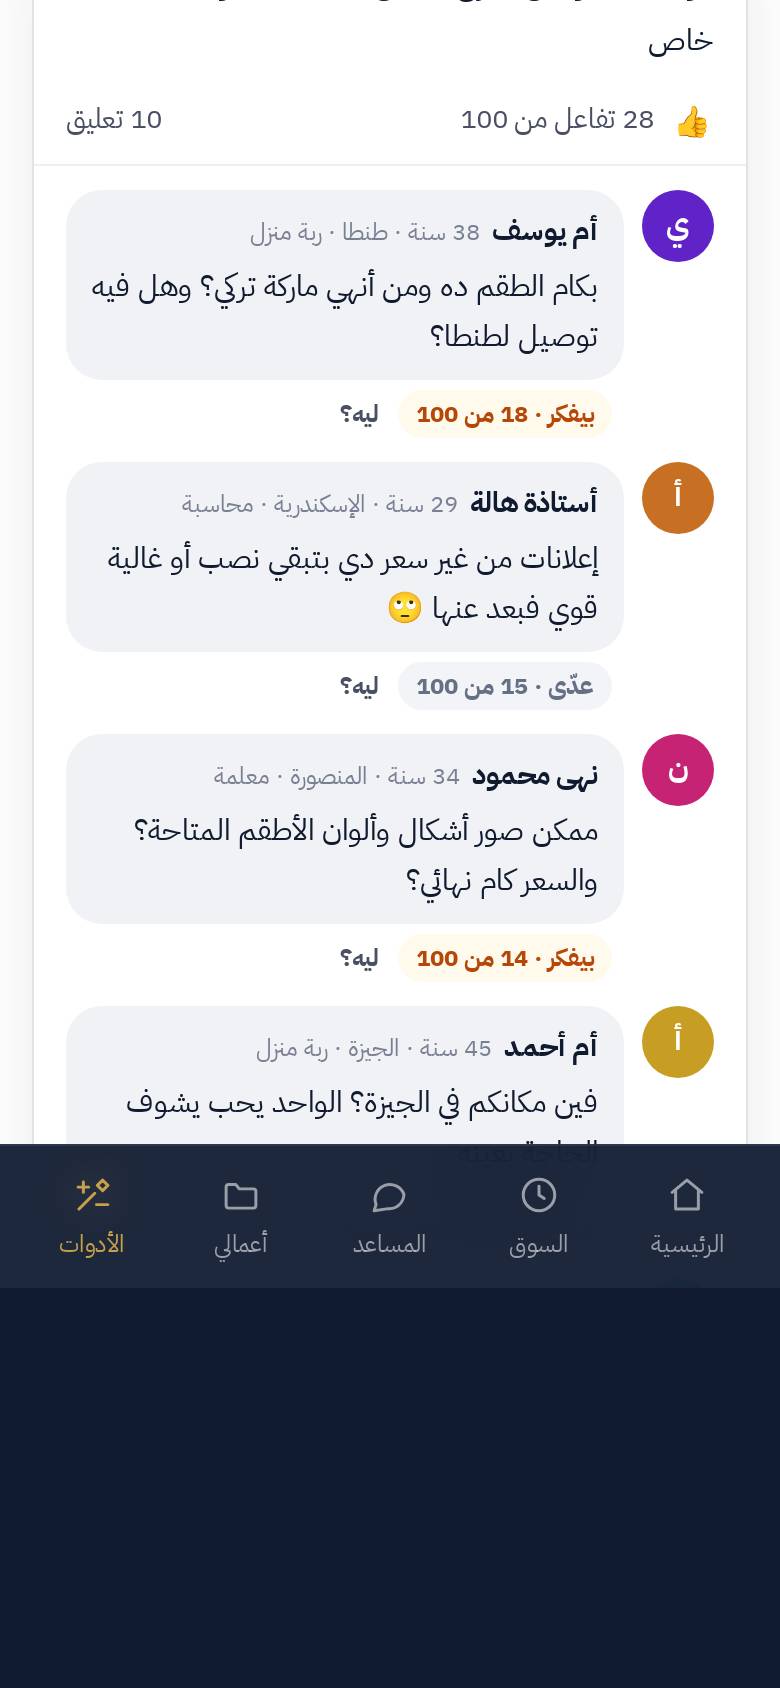 خاص
👍 28 تفاعل من 100
10 تعليق
ي
أم يوسف 38 سنة · طنطا · ربة منزل
بكام الطقم ده ومن أنهي ماركة تركي؟ وهل فيه
توصيل لطنطا؟
بيفكر · 18 من 100
ليه؟
أ
أستاذة هالة 29 سنة · الإسكندرية · محاسبة
إعلانات من غير سعر دي بتبقي نصب أو غالية
قوي فبعد عنها 🙄
عدّى · 15 من 100
ليه؟
ن
نهى محمود 34 سنة · المنصورة · معلمة
ممكن صور أشكال وألوان الأطقم المتاحة؟
والسعر كام نهائي؟
بيفكر · 14 من 100
ليه؟
أ
أم أحمد 45 سنة · الجيزة · ربة منزل
فين مكانكم في الجيزة؟ الواحد يحب يشوف
الحاجة بعينه
الرئيسية
السوق
المساعد
أعمالي
الأدوات